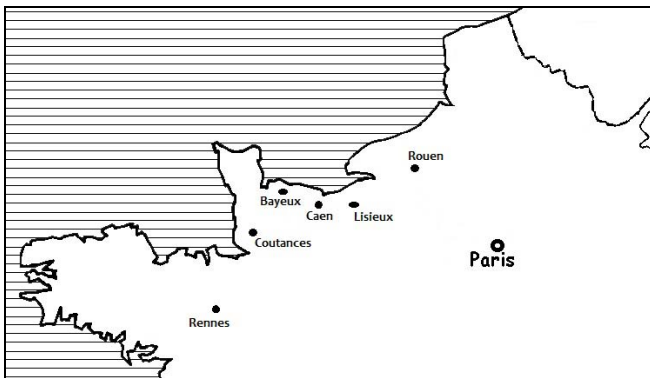 Rouen
Bayeux
Caen
Lisieux
Coutances
Paris
Rennes